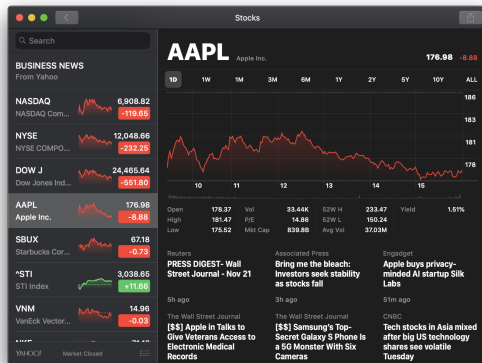 Stocks
Search
BUSINESS NEWS
From Yahoo
NASDAQ 6,908.82
NASDAQ Com... -119.65
NYSE 12,048.66
NYSE COMPO... -232.25
DOW J 24,465.64
Dow Jones Ind... -551.80
AAPL 176.98
Apple Inc. -8.88
SBUX 67.18
Starbucks Cor... -0.73
^STI 3,038.65
STI Index +11.66
VNM 14.96
VanEck Vector... -0.03
YAHOO! Market Closed
AAPL Apple Inc. 176.98 -8.88
1D 1W 1M 3M 6M 1Y 2Y 5Y 10Y ALL
186
183
181
178
10 11 12 13 14 15
Open 178.37 Vol 33.44K 52W H 233.47 Yield 1.51%
High 181.47 P/E 14.86 52W L 150.24
Low 175.52 Mkt Cap 839.8B Avg Vol 37.03M
Reuters
PRESS DIGEST- Wall
Street Journal - Nov 21
5h ago
Associated Press
Bring me the bleach:
Investors seek stability
as stocks fall
3h ago
Engadget
Apple buys privacy-
minded AI startup Silk
Labs
51m ago
The Wall Street Journal
[$$] Apple in Talks to
Give Veterans Access to
Electronic Medical
Records
The Wall Street Journal
[$$] Samsung's Top-
Secret Galaxy S Phone Is
a 5G Monster With Six
Cameras
CNBC
Tech stocks in Asia mixed
after big US technology
shares see volatile
Tuesday